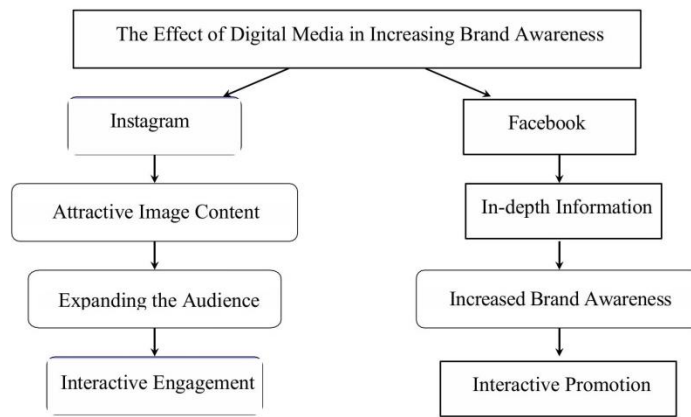 The Effect of Digital Media in Increasing Brand Awareness
Instagram
Facebook
Attractive Image Content
In-depth Information
Expanding the Audience
Increased Brand Awareness
Interactive Engagement
Interactive Promotion